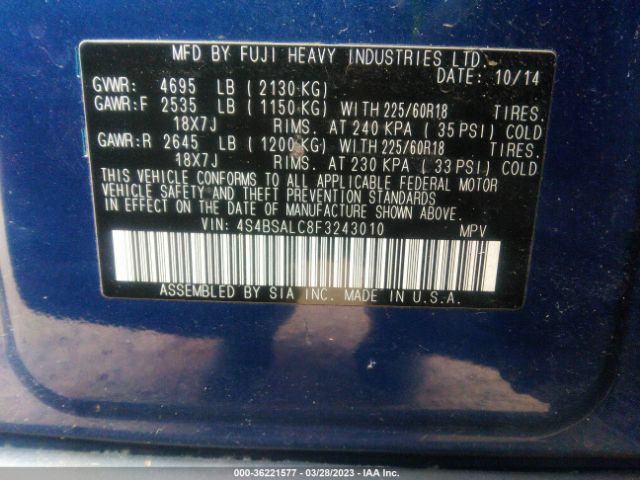 MFD BY FUJI HEAVY INDUSTRIES LTD.
DATE: 10/14
GVWR: 4695 LB (2130 KG)
GAWR:F 2535 LB (1150 KG) WITH 225/60R18 TIRES.
18X7J RIMS. AT 240 KPA ( 35 PSI) COLD
GAWR:R 2645 LB (1200 KG) WITH 225/60R18 TIRES.
18X7J RIMS. AT 230 KPA ( 33 PSI) COLD
THIS VEHICLE CONFORMS TO ALL APPLICABLE FEDERAL MOTOR
VEHICLE SAFETY AND THEFT PREVENTION STANDARDS
IN EFFECT ON THE DATE OF MANUFACTURE SHOWN ABOVE.
VIN: 4S4BSALC8F3243010 MPV
ASSEMBLED BY SIA INC. MADE IN U.S.A.
000-36221577 — 03/28/2023 — IAA Inc.